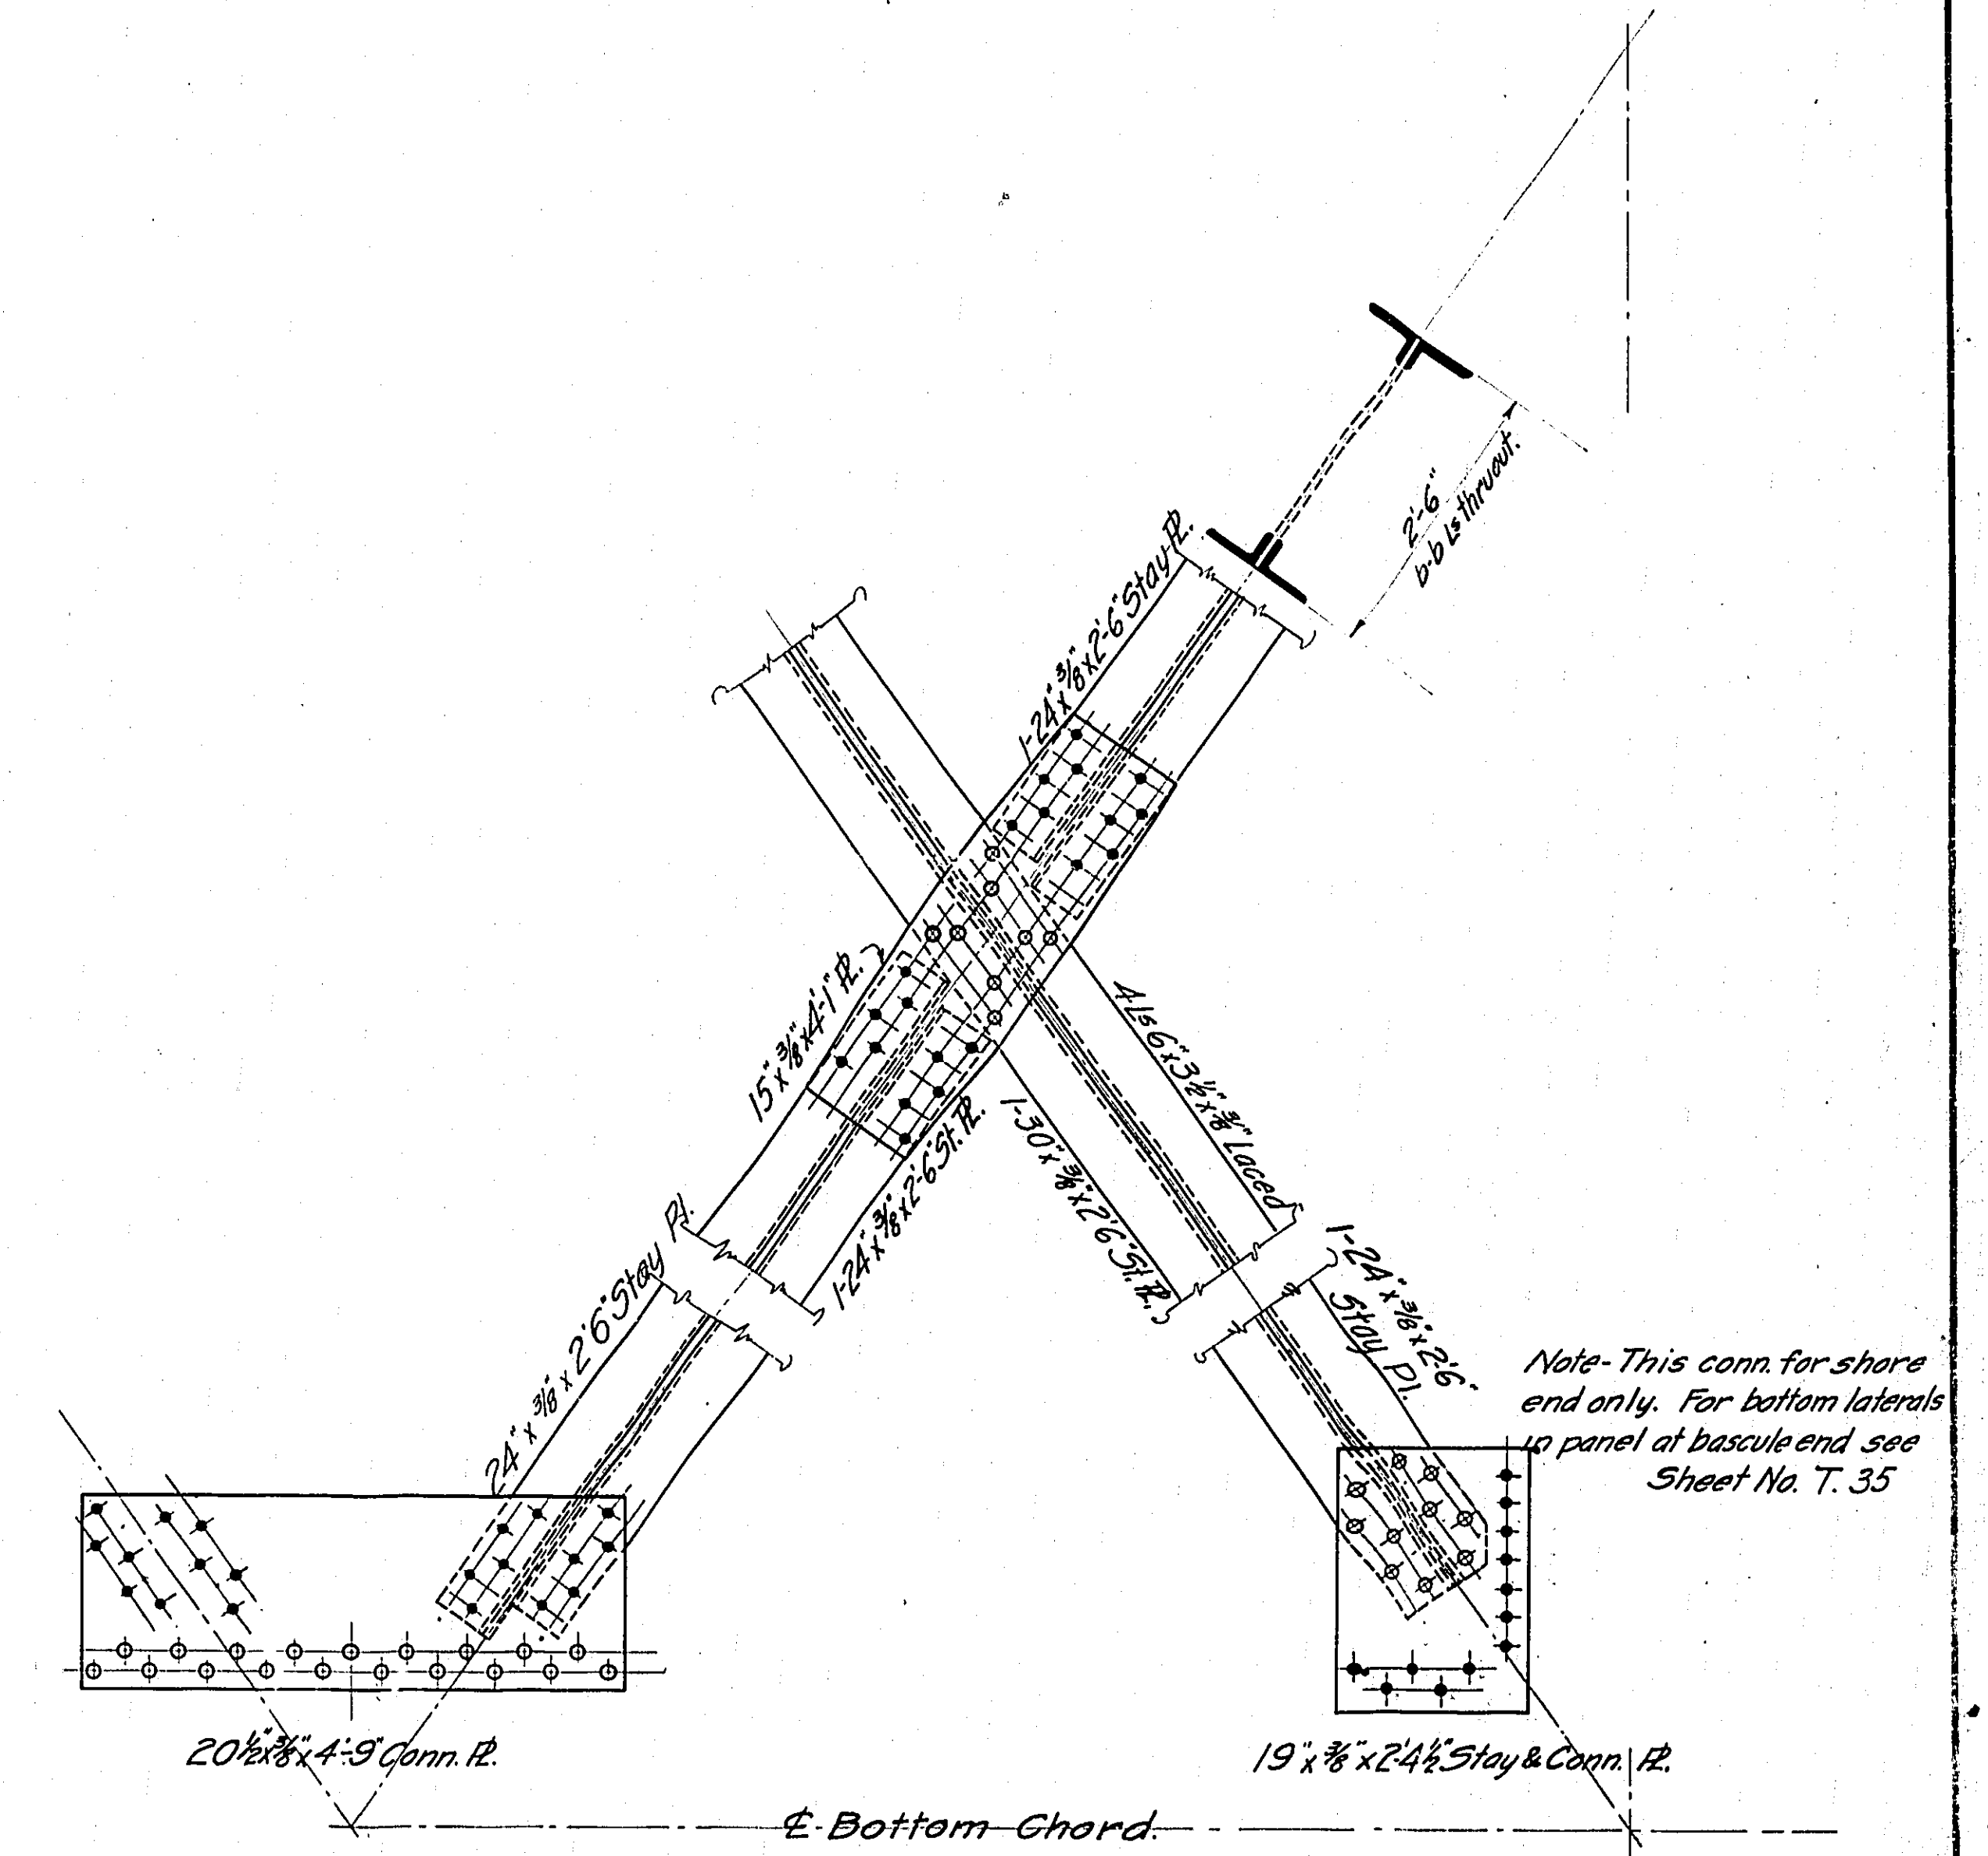 2'-6"
b-b Ls thruout.
1-24"x3/8"x2'-6" Stay PL.
15"x3/8"x4'-1" PL.
4 Ls 6"x3½"x3/8" Laced
1-24"x3/8"x2'-6" St. PL.
1-30"x3/8"x2'6" St. PL.
24"x3/8"x2'6" Stay Pl.
1-24"x3/8"x2'-6"
Stay Pl.
Note- This conn. for shore
end only. For bottom laterals
in panel at bascule end see
Sheet No. T. 35
20½"x3/8"x4'-9" Conn. PL.
19"x3/8"x2'-4½" Stay & Conn. PL.
℄ Bottom Chord.